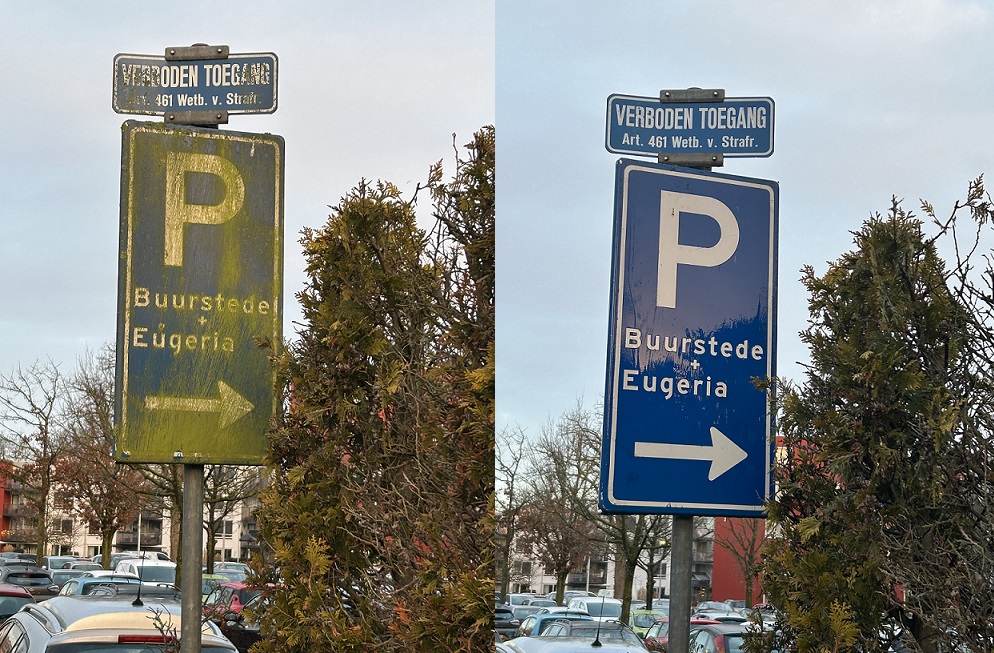 VERBODEN TOEGANG
Art. 461 Wetb. v. Strafr.
P
Buurstede
+
Eugeria
VERBODEN TOEGANG
Art. 461 Wetb. v. Strafr.
P
Buurstede
+
Eugeria